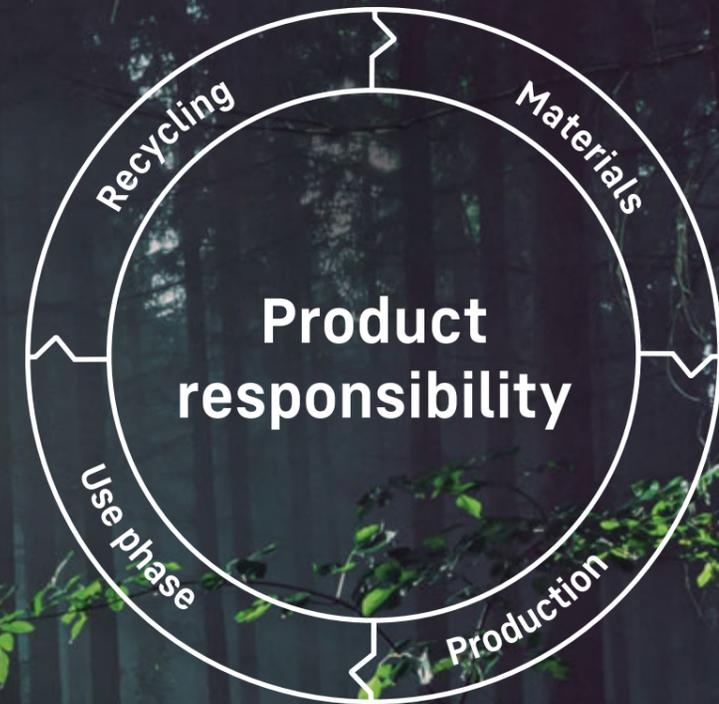 Product
responsibility
Materials
Production
Use phase
Recycling